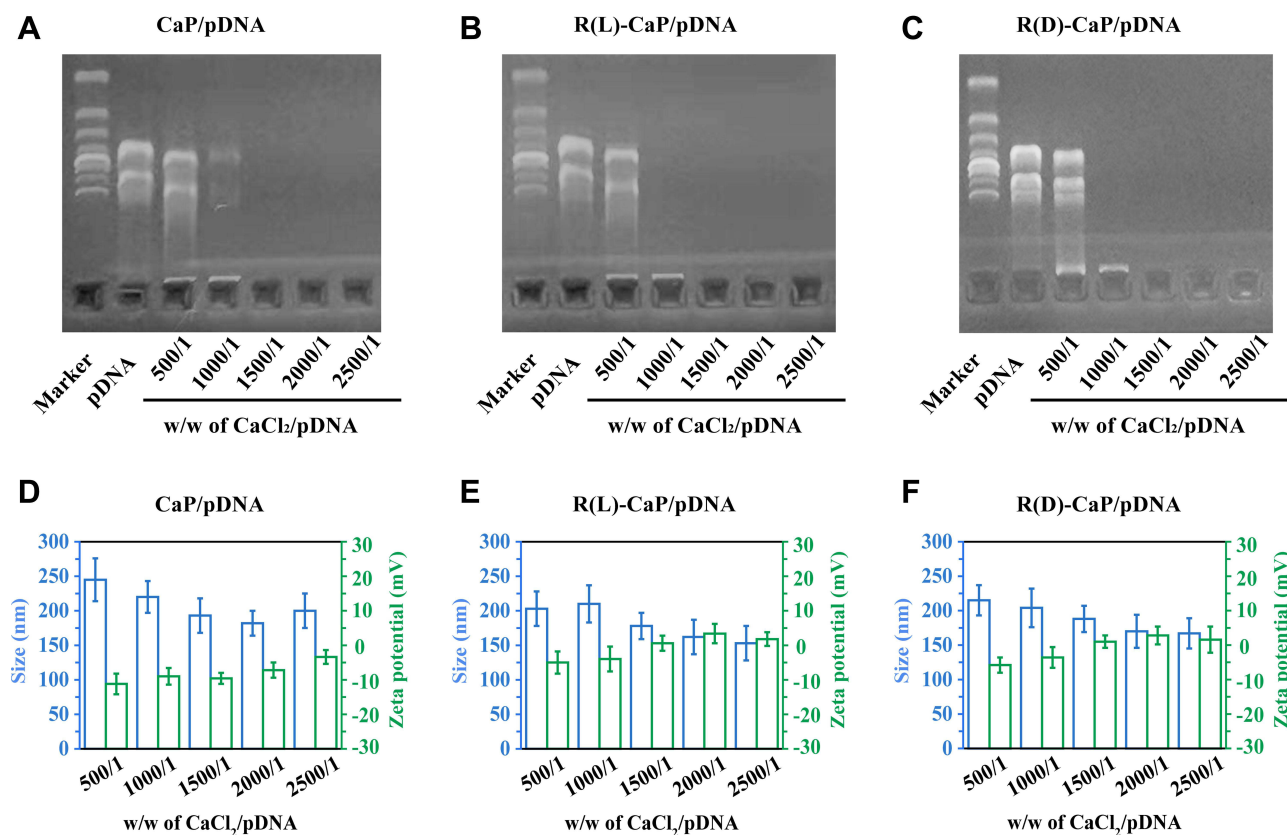 A
CaP/pDNA
Marker
pDNA
500/1
1000/1
1500/1
2000/1
2500/1
w/w of CaCl₂/pDNA
B
R(L)-CaP/pDNA
Marker
pDNA
500/1
1000/1
1500/1
2000/1
2500/1
w/w of CaCl₂/pDNA
C
R(D)-CaP/pDNA
Marker
pDNA
500/1
1000/1
1500/1
2000/1
2500/1
w/w of CaCl₂/pDNA
D
CaP/pDNA
Size (nm)
300
250
200
150
100
50
0
Zeta potential (mV)
30
20
10
0
-10
-20
-30
500/1
1000/1
1500/1
2000/1
2500/1
w/w of CaCl₂/pDNA
E
R(L)-CaP/pDNA
Size (nm)
300
250
200
150
100
50
0
Zeta potential (mV)
30
20
10
0
-10
-20
-30
500/1
1000/1
1500/1
2000/1
2500/1
w/w of CaCl₂/pDNA
F
R(D)-CaP/pDNA
Size (nm)
300
250
200
150
100
50
0
Zeta potential (mV)
30
20
10
0
-10
-20
-30
500/1
1000/1
1500/1
2000/1
2500/1
w/w of CaCl₂/pDNA